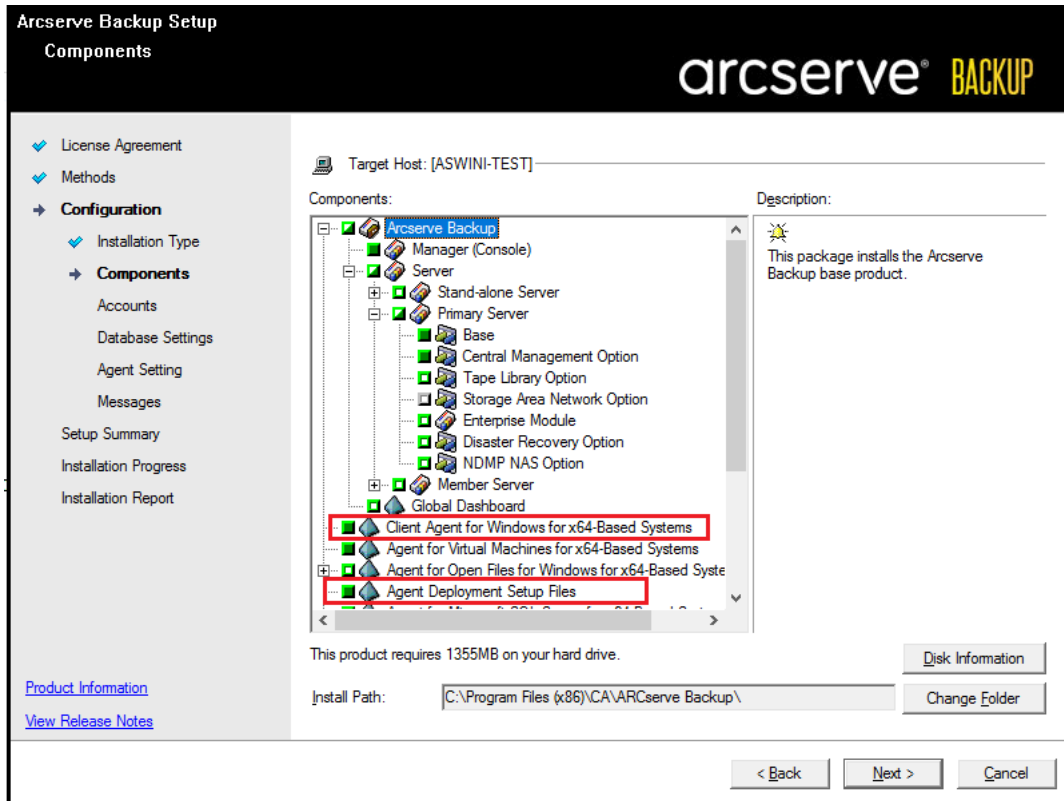 Arcserve Backup Setup
Components
arcserve® BACKUP
License Agreement
Methods
Configuration
Installation Type
Components
Accounts
Database Settings
Agent Setting
Messages
Setup Summary
Installation Progress
Installation Report
Product Information
View Release Notes
Target Host: [ASWINI-TEST]
Components:
Arcserve Backup
Manager (Console)
Server
Stand-alone Server
Primary Server
Base
Central Management Option
Tape Library Option
Storage Area Network Option
Enterprise Module
Disaster Recovery Option
NDMP NAS Option
Member Server
Global Dashboard
Client Agent for Windows for x64-Based Systems
Agent for Virtual Machines for x64-Based Systems
Agent for Open Files for Windows for x64-Based Syste
Agent Deployment Setup Files
Description:
This package installs the Arcserve
Backup base product.
This product requires 1355MB on your hard drive.
Disk Information
Install Path:
C:\Program Files (x86)\CA\ARCserve Backup\
Change Folder
< Back
Next >
Cancel